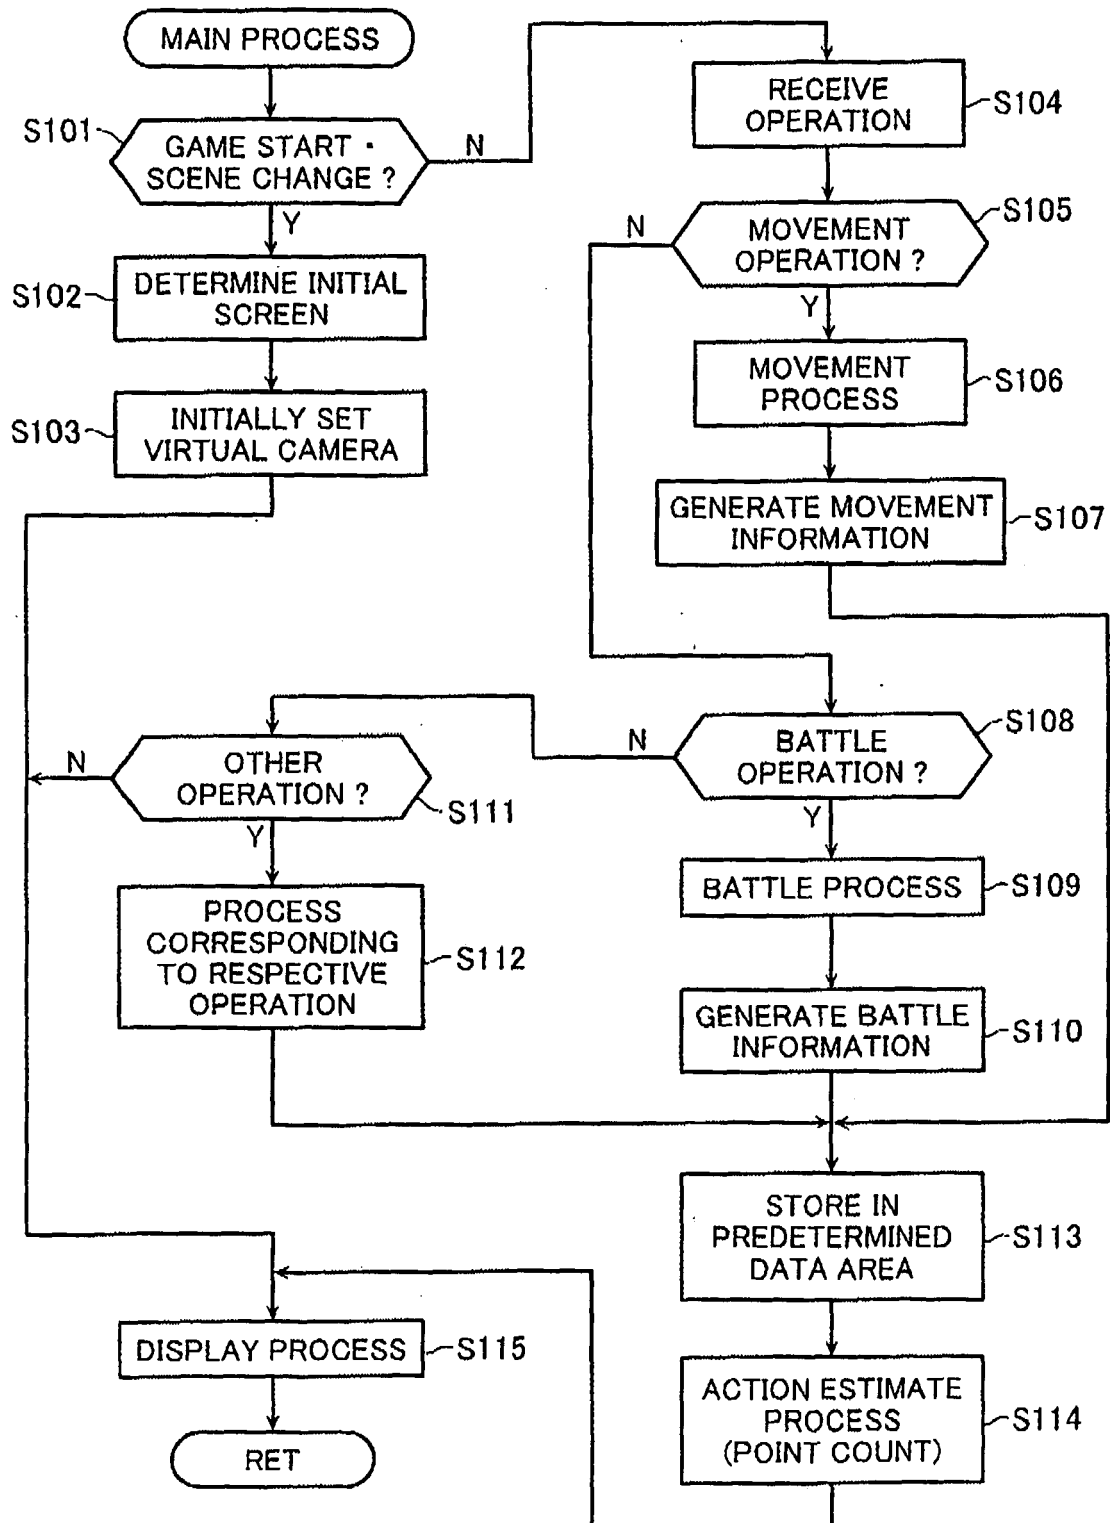 MAIN PROCESS
S101
GAME START・
SCENE CHANGE ?
N
Y
S102
DETERMINE INITIAL
SCREEN
S103
INITIALLY SET
VIRTUAL CAMERA
RECEIVE
OPERATION
S104
S105
N
MOVEMENT
OPERATION ?
Y
MOVEMENT
PROCESS
S106
GENERATE MOVEMENT
INFORMATION
S107
S108
N
BATTLE
OPERATION ?
Y
BATTLE PROCESS
S109
GENERATE BATTLE
INFORMATION
S110
N
OTHER
OPERATION ?
S111
Y
PROCESS
CORRESPONDING
TO RESPECTIVE
OPERATION
S112
STORE IN
PREDETERMINED
DATA AREA
S113
ACTION ESTIMATE
PROCESS
(POINT COUNT)
S114
DISPLAY PROCESS
S115
RET